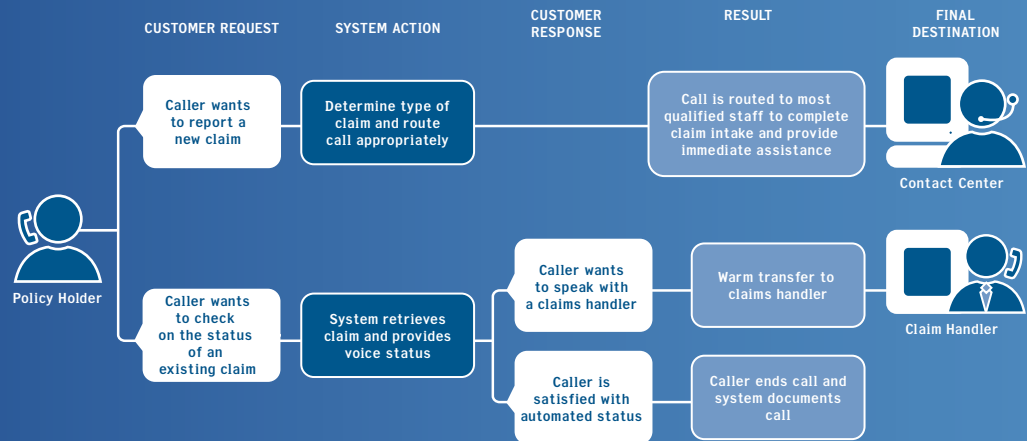 CUSTOMER REQUEST
SYSTEM ACTION
CUSTOMER
RESPONSE
RESULT
FINAL
DESTINATION
Caller wants
to report a
new claim
Determine type of
claim and route
call appropriately
Call is routed to most
qualified staff to complete
claim intake and provide
immediate assistance
Contact Center
Policy Holder
Caller wants
to check
on the status
of an
existing claim
System retrieves
claim and provides
voice status
Caller wants
to speak with
a claims handler
Warm transfer to
claims handler
Claim Handler
Caller is
satisfied with
automated status
Caller ends call and
system documents
call